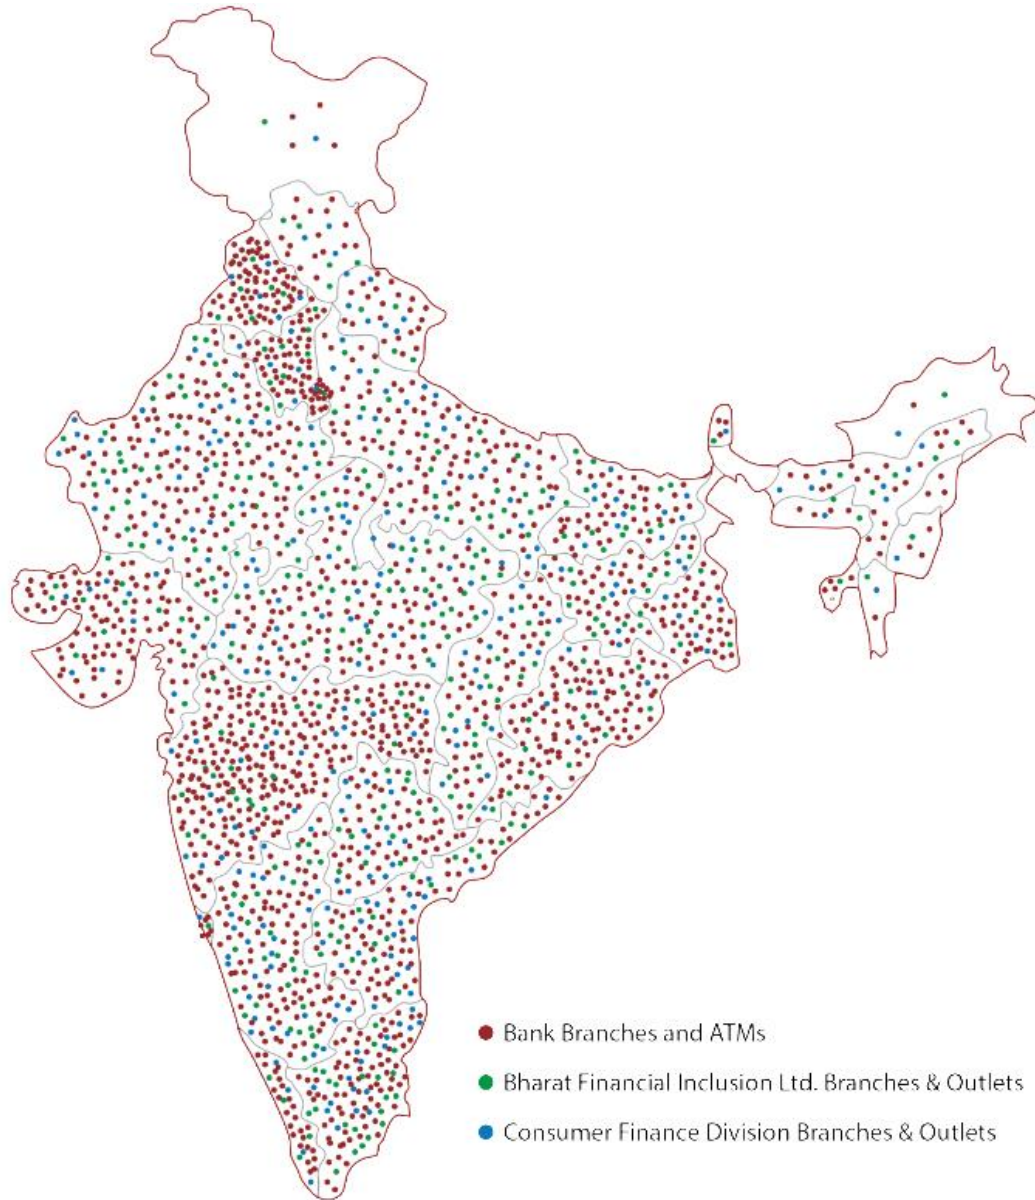 Bank Branches and ATMs
Bharat Financial Inclusion Ltd. Branches & Outlets
Consumer Finance Division Branches & Outlets